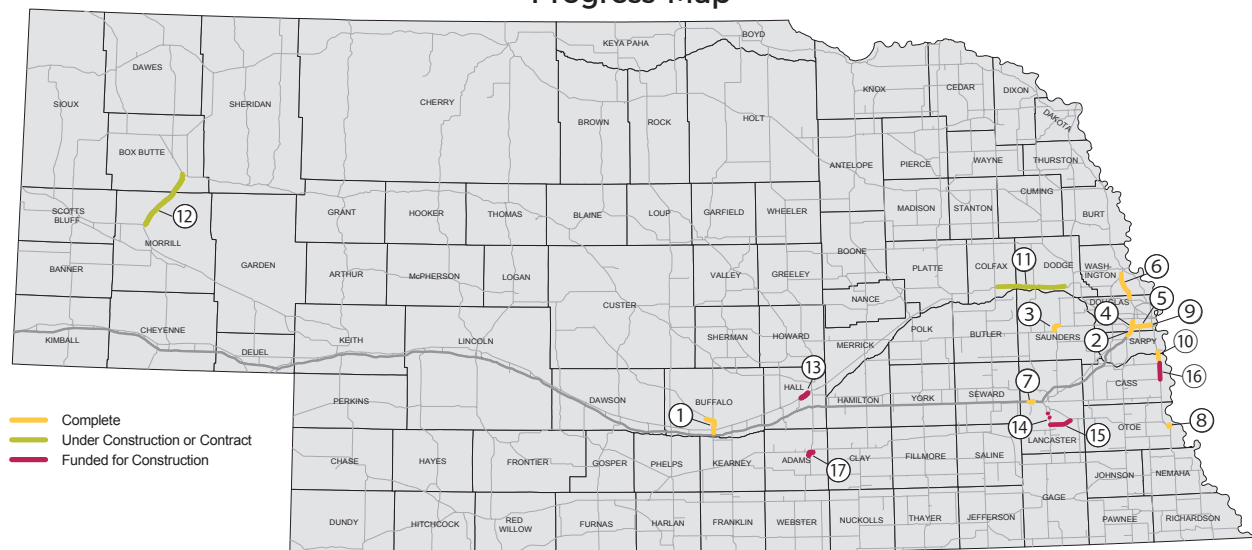 Progress Map
KEYA PAHA
BOYD
DAWES
SIOUX
SHERIDAN
CHERRY
BROWN
ROCK
HOLT
KNOX
CEDAR
DIXON
DAKOTA
BOX BUTTE
ANTELOPE
PIERCE
WAYNE
THURSTON
SCOTTS
BLUFF
12
MORRILL
GRANT
HOOKER
THOMAS
BLAINE
LOUP
GARFIELD
WHEELER
MADISON
STANTON
CUMING
BURT
BANNER
GARDEN
ARTHUR
McPHERSON
LOGAN
CUSTER
VALLEY
GREELEY
BOONE
PLATTE
COLFAX
11
DODGE
WASH-
INGTON
6
NANCE
DOUGLAS
5
KIMBALL
CHEYENNE
DEUEL
KEITH
LINCOLN
SHERMAN
HOWARD
MERRICK
POLK
BUTLER
3
SAUNDERS
4
2
9
SARPY
10
PERKINS
DAWSON
BUFFALO
1
HALL
13
HAMILTON
YORK
SEWARD
7
CASS
16
Complete
Under Construction or Contract
Funded for Construction
14
LANCASTER
15
OTOE
8
CHASE
HAYES
FRONTIER
GOSPER
PHELPS
KEARNEY
ADAMS
17
CLAY
FILLMORE
SALINE
GAGE
JOHNSON
NEMAHA
DUNDY
HITCHCOCK
RED
WILLOW
FURNAS
HARLAN
FRANKLIN
WEBSTER
NUCKOLLS
THAYER
JEFFERSON
PAWNEE
RICHARDSON